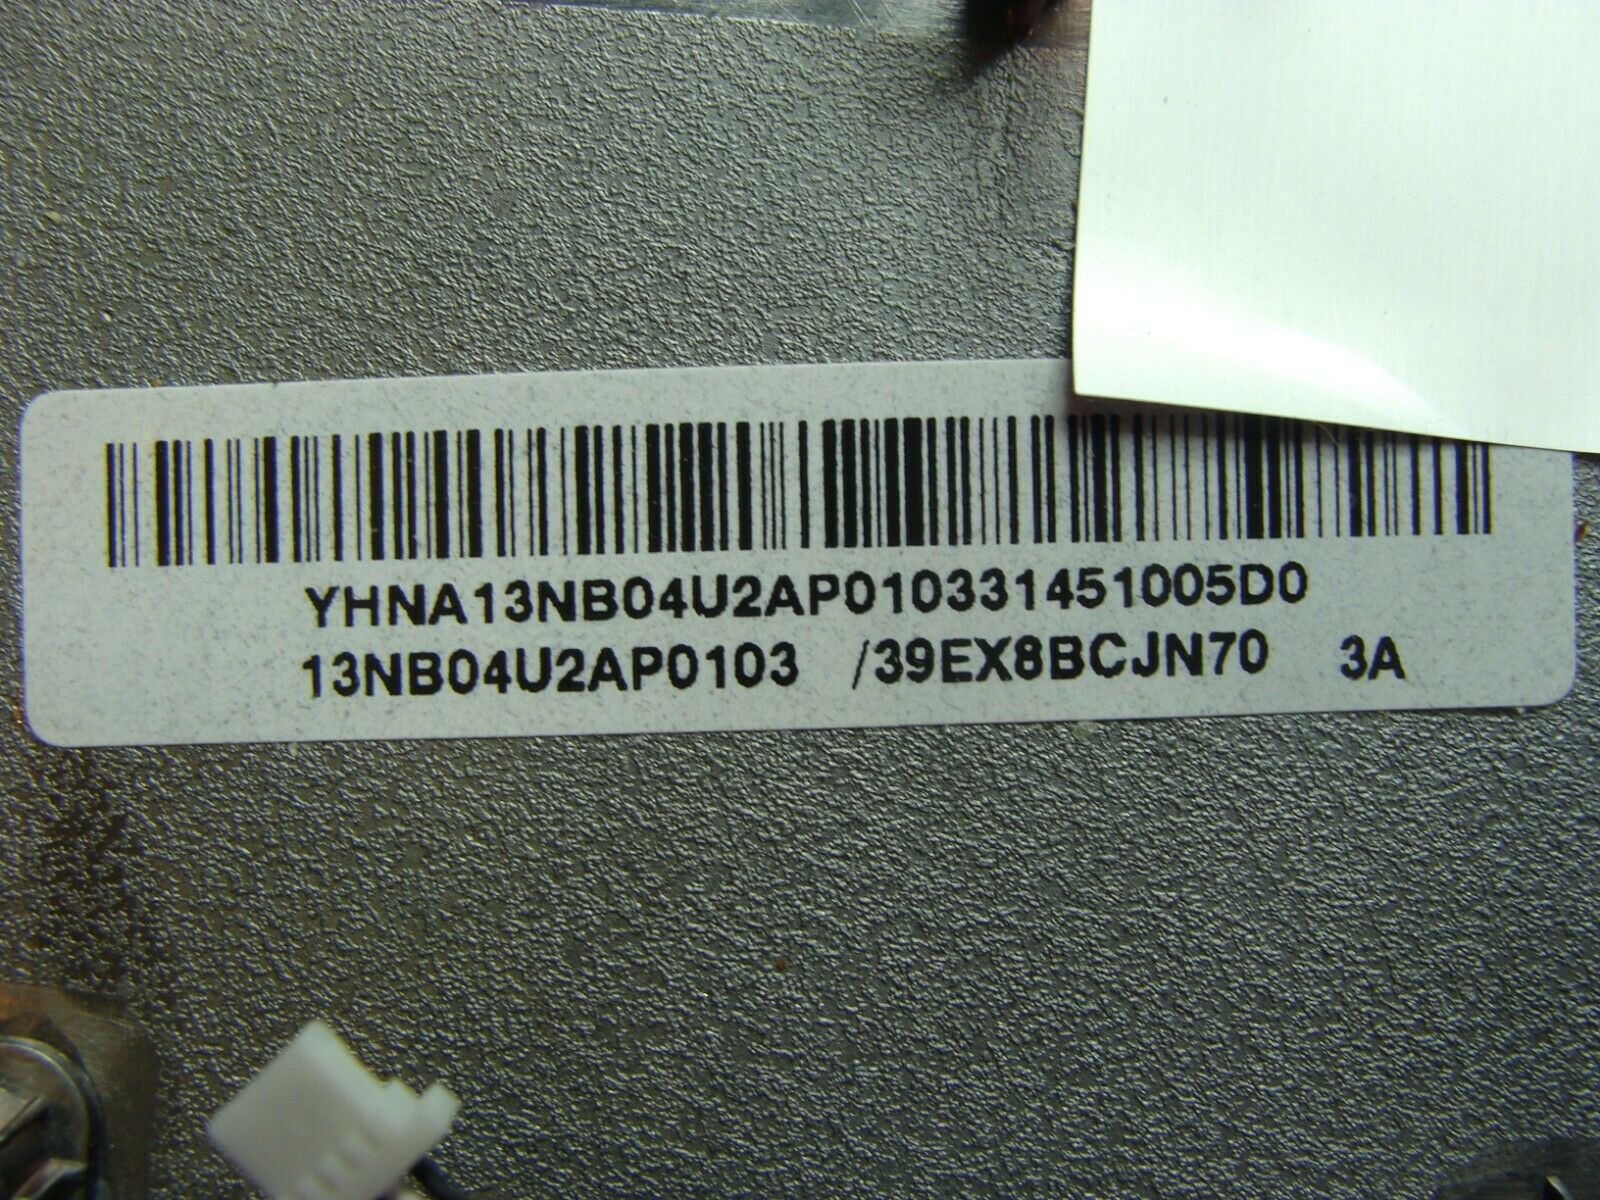 YHNA13NB04U2AP010331451005D0
13NB04U2AP0103 /39EX8BCJN70 3A